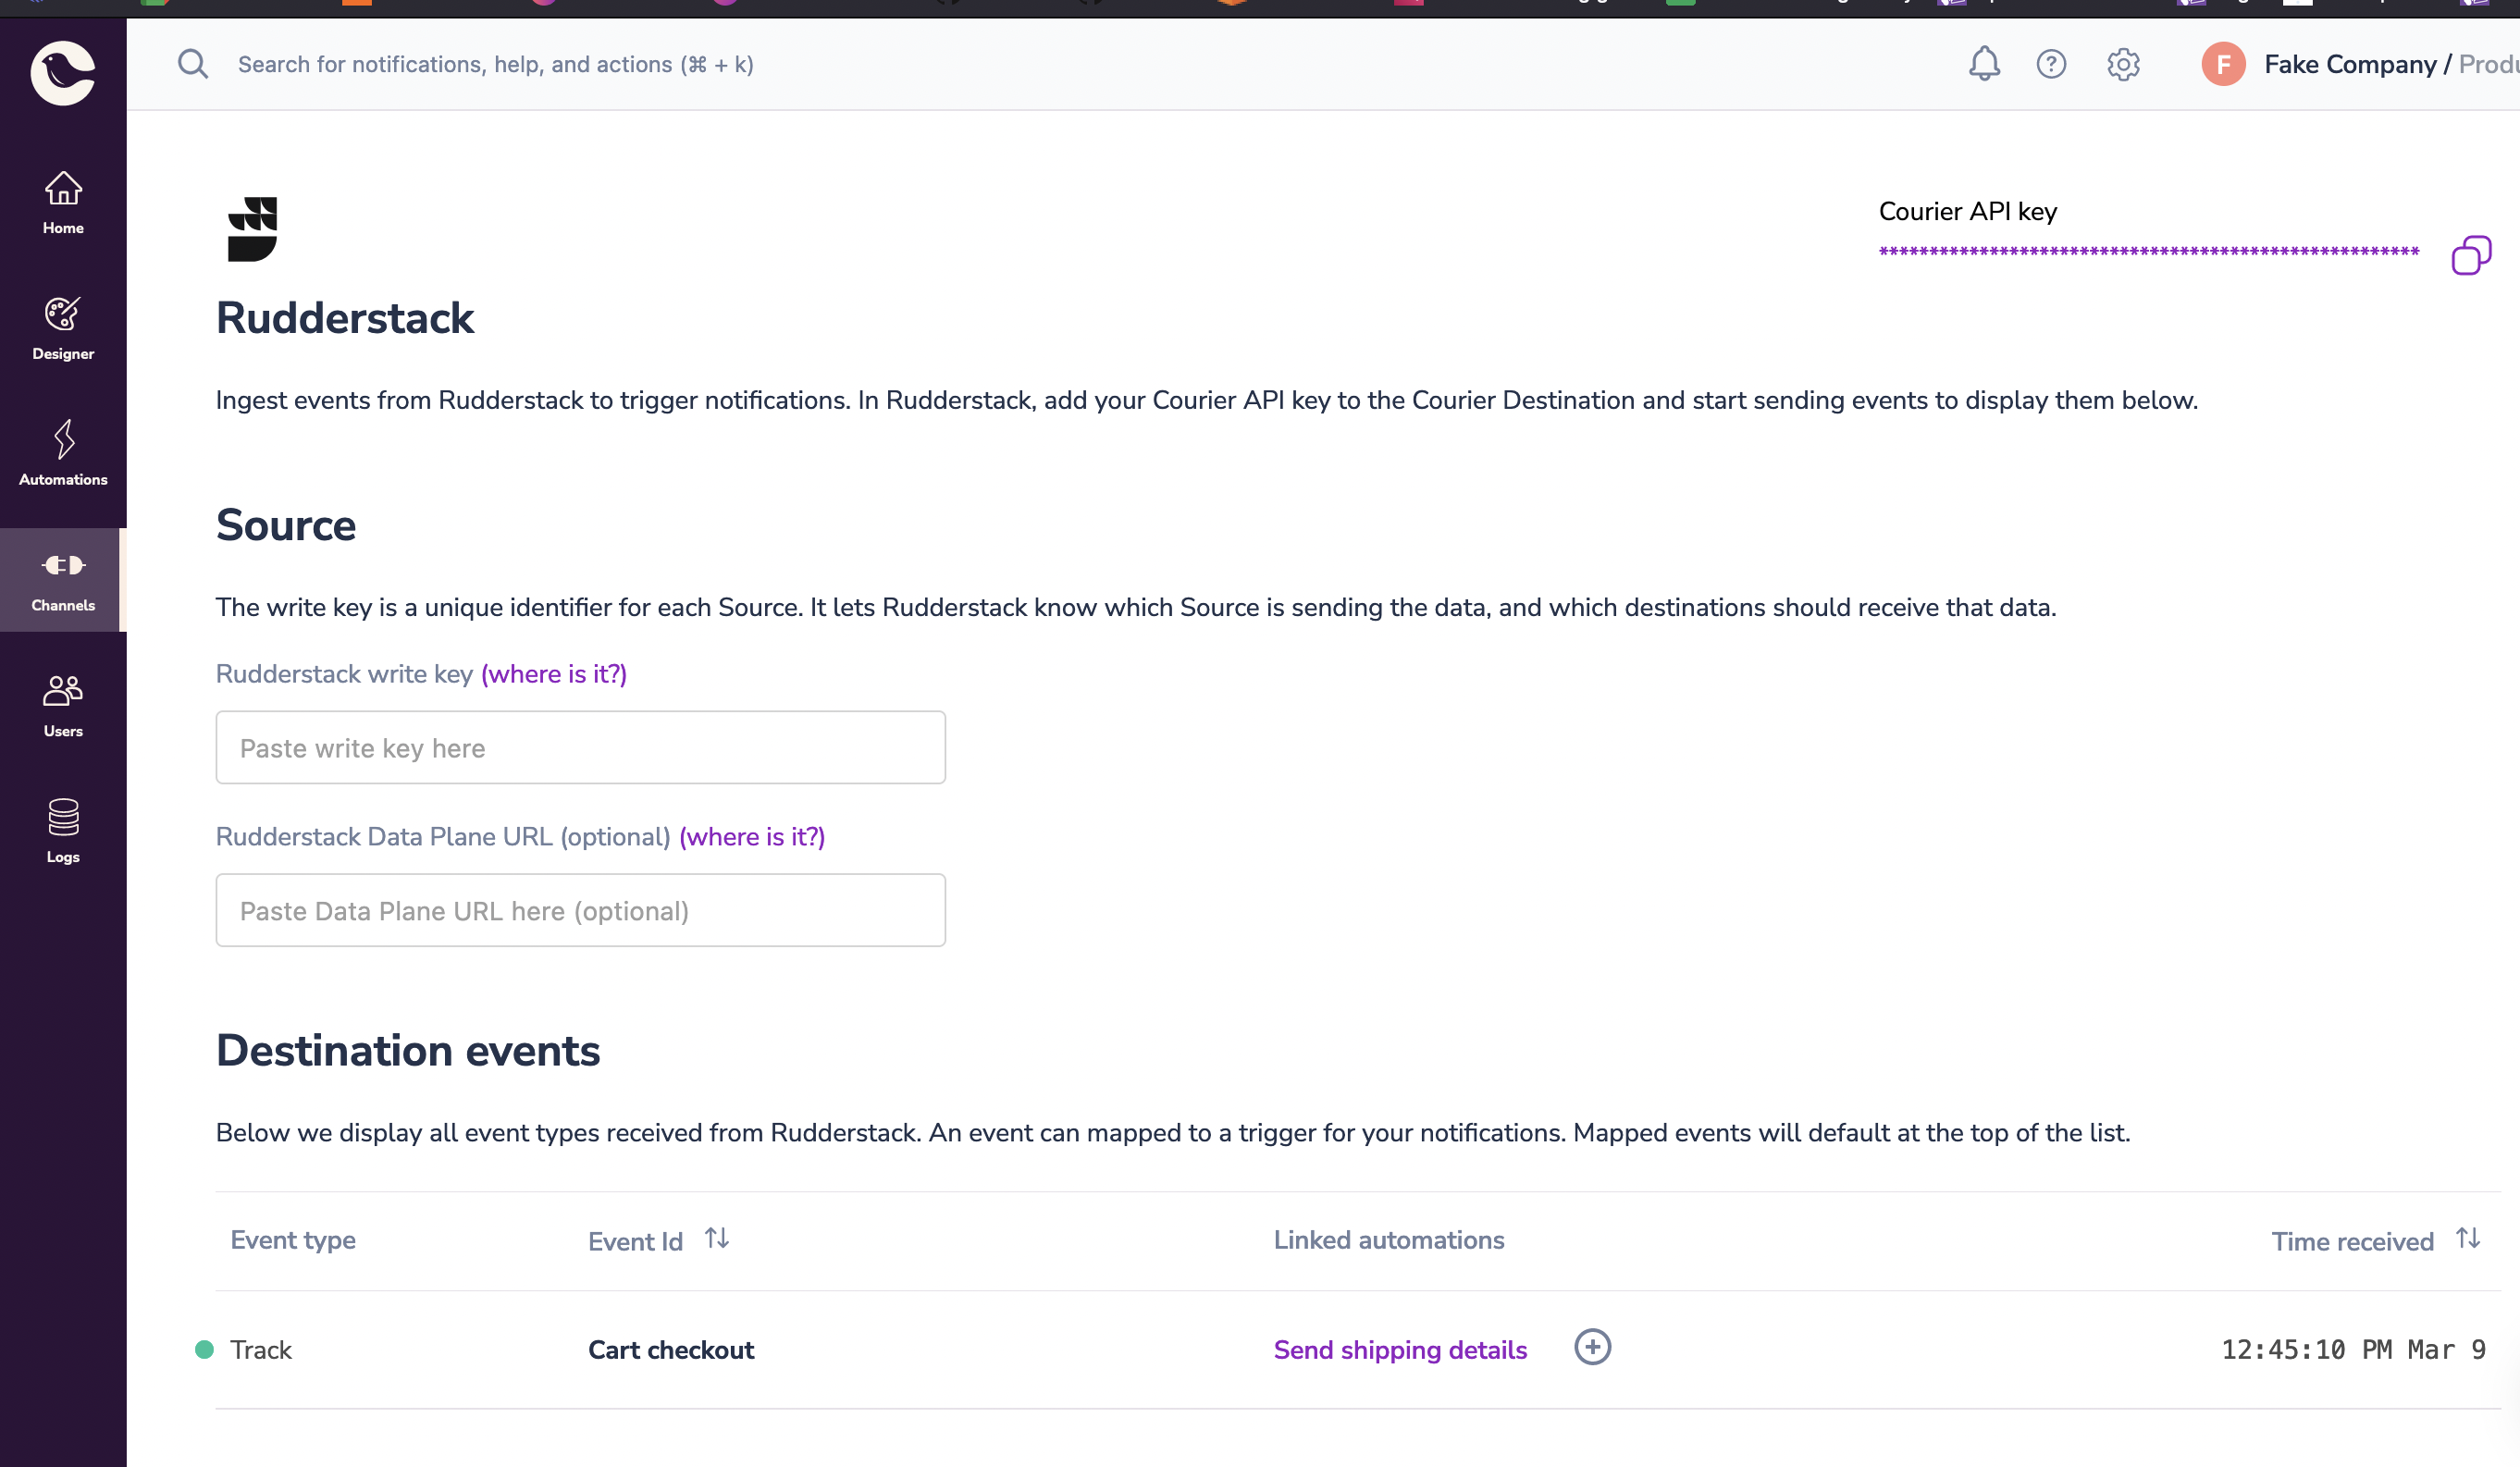 Search for notifications, help, and actions (⌘ + k)
F
Fake Company /
Home
Designer
Automations
Channels
Users
Logs
Courier API key
******************************************************
Rudderstack
Ingest events from Rudderstack to trigger notifications. In Rudderstack, add your Courier API key to the Courier Destination and start sending events to display them below.
Source
The write key is a unique identifier for each Source. It lets Rudderstack know which Source is sending the data, and which destinations should receive that data.
Rudderstack write key (where is it?)
Paste write key here
Rudderstack Data Plane URL (optional) (where is it?)
Paste Data Plane URL here (optional)
Destination events
Below we display all event types received from Rudderstack. An event can mapped to a trigger for your notifications. Mapped events will default at the top of the list.
Event type Event Id Linked automations Time received
Track Cart checkout Send shipping details 12:45:10 PM Mar 9